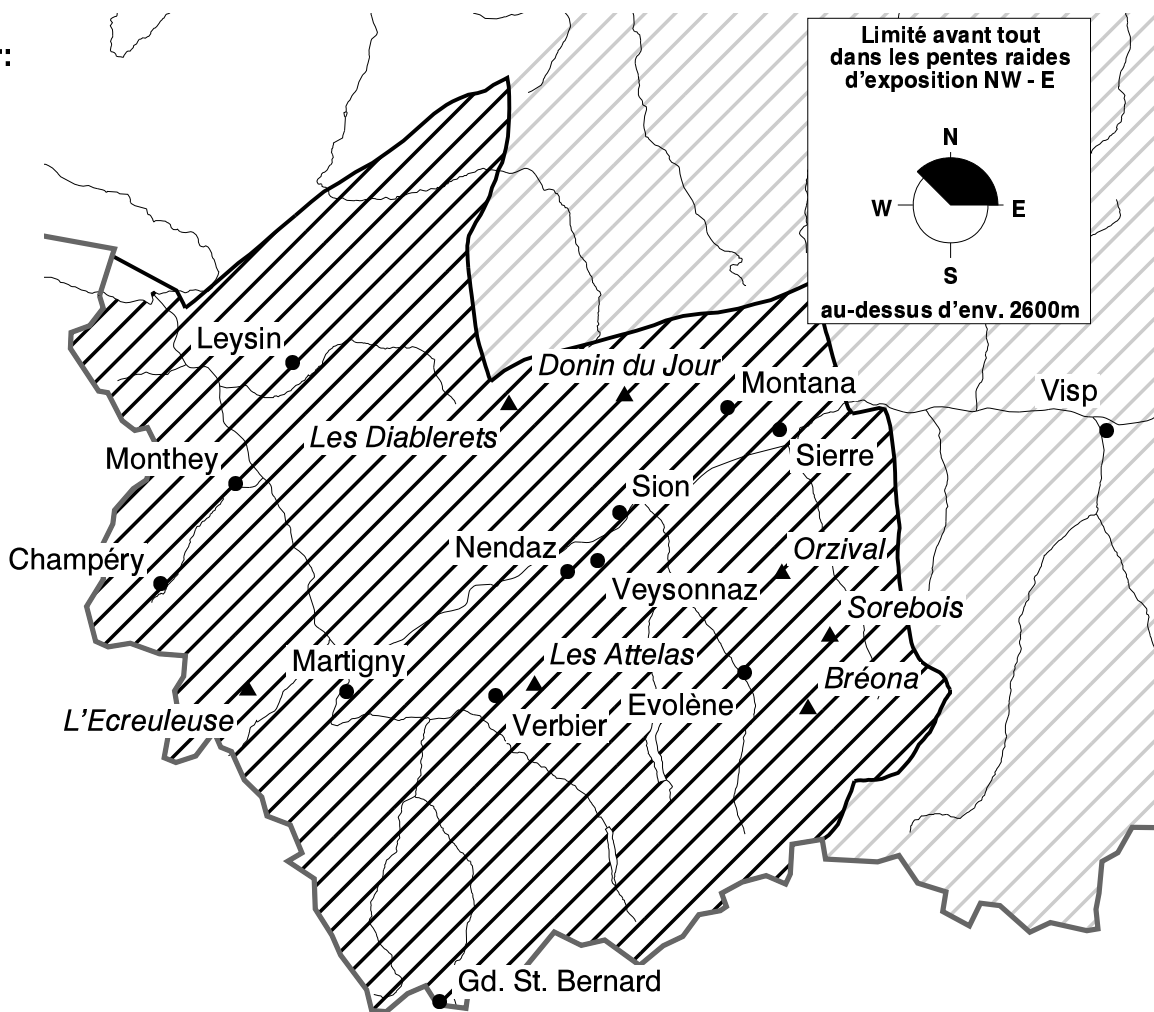 Limité avant tout
dans les pentes raides
d'exposition NW - E
N
W
E
S
au-dessus d'env. 2600m
Leysin
Donin du Jour
Montana
Visp
Les Diablerets
Sierre
Monthey
Sion
Nendaz
Orzival
Champéry
Veysonnaz
Sorebois
Martigny
Les Attelas
Bréona
L'Ecreuleuse
Verbier
Evolène
Gd. St. Bernard